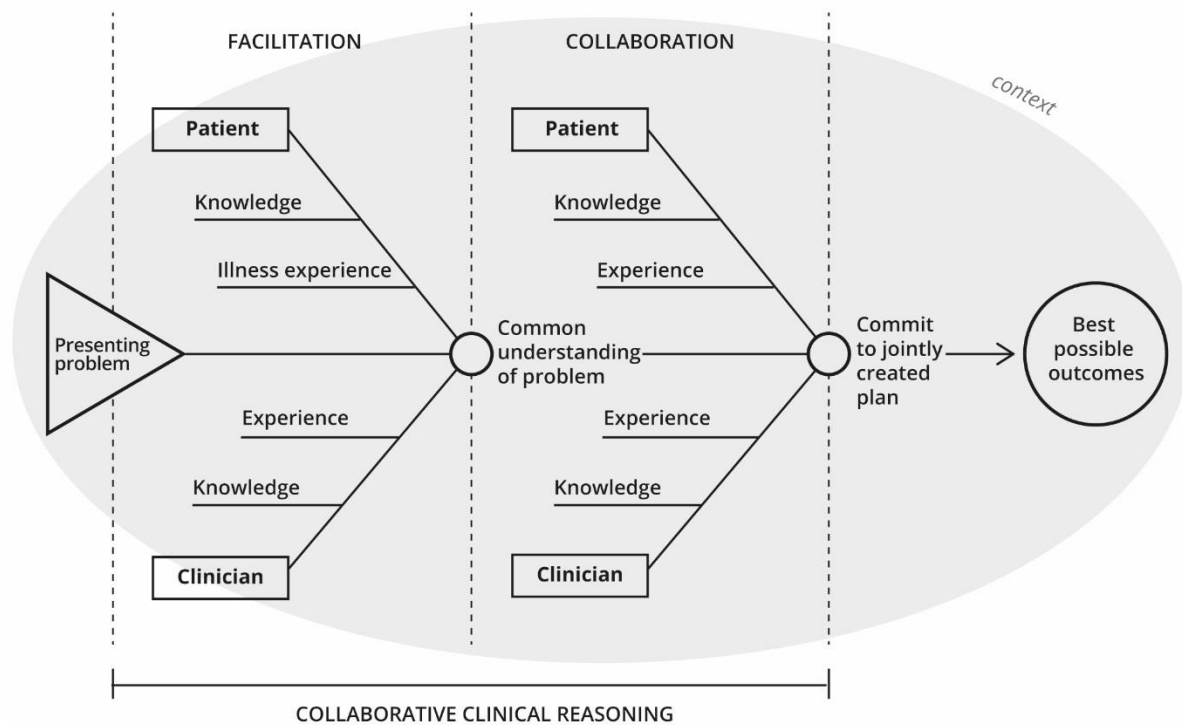 FACILITATION
COLLABORATION
context
Patient
Knowledge
Illness experience
Patient
Knowledge
Experience
Presenting
problem
Common
understanding
of problem
Commit
to jointly
created
plan
Best
possible
outcomes
Experience
Knowledge
Clinician
Experience
Knowledge
Clinician
COLLABORATIVE CLINICAL REASONING